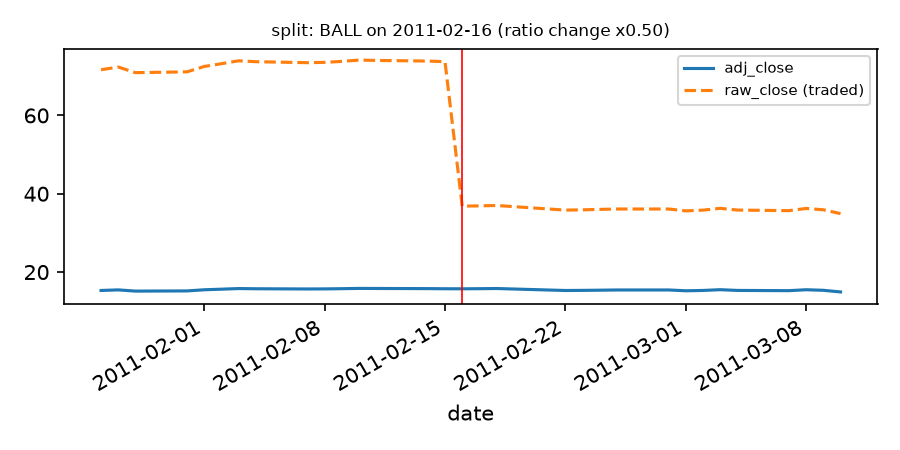 split: BALL on 2011-02-16 (ratio change x0.50)
adj_close
raw_close (traded)
60
40
20
2011-02-01
2011-02-08
2011-02-15
2011-02-22
2011-03-01
2011-03-08
date